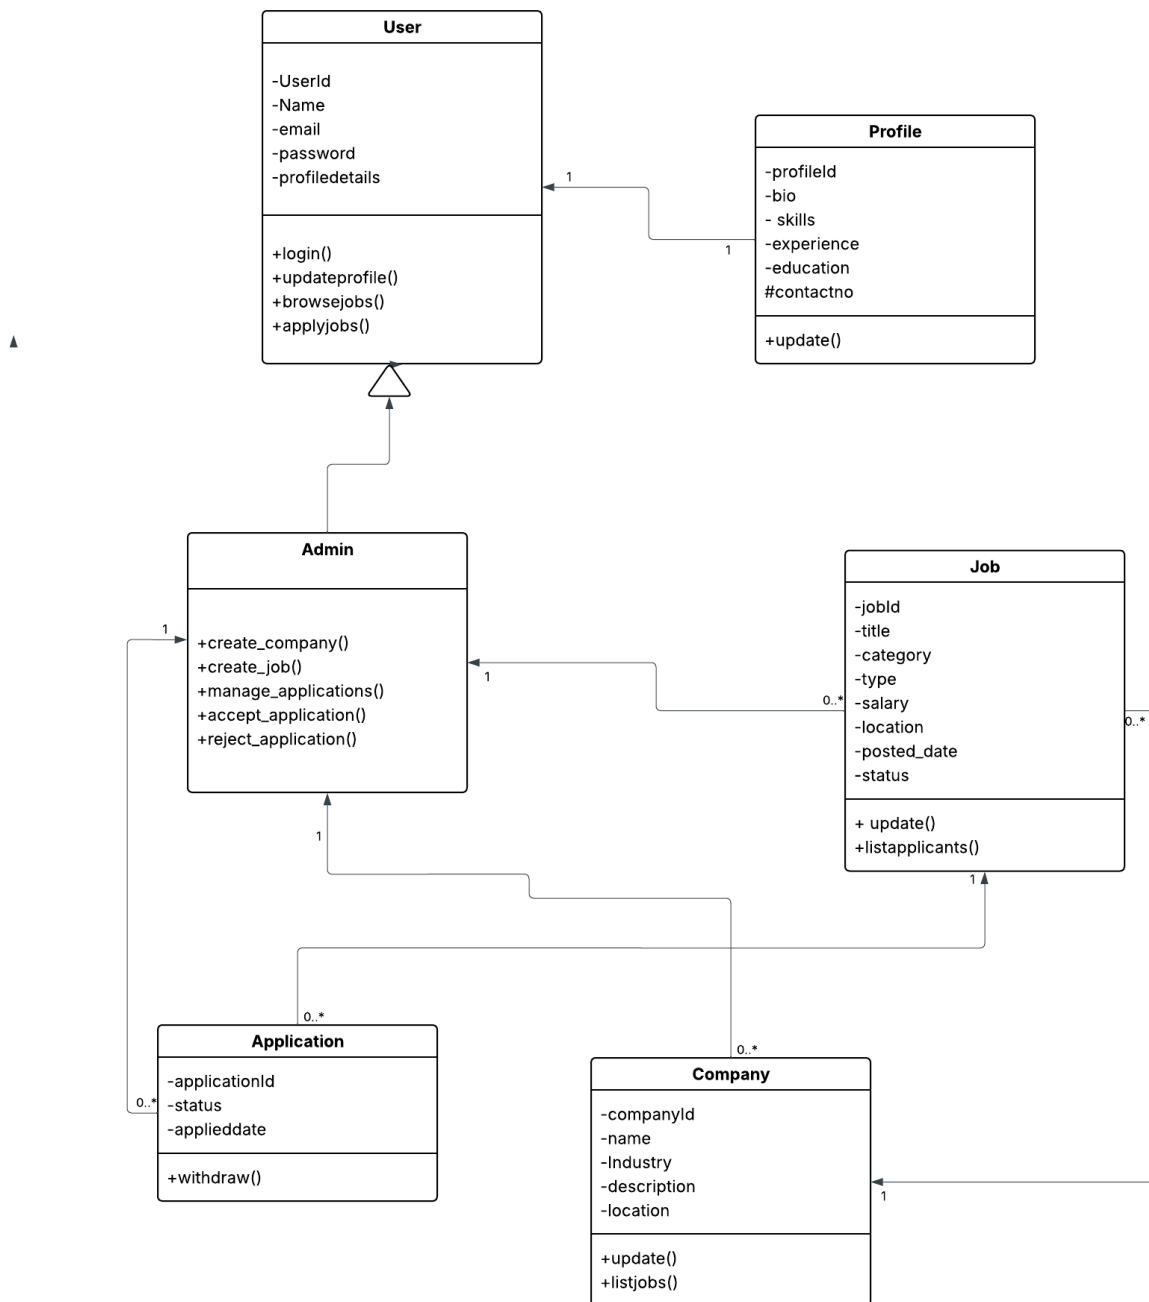 User
-UserId
-Name
-email
-password
-profiledetails
+login()
+updateprofile()
+browsejobs()
+applyjobs()
Profile
-profileId
-bio
- skills
-experience
-education
#contactno
+update()
1
1
Admin
+create_company()
+create_job()
+manage_applications()
+accept_application()
+reject_application()
1
1
0..*
Job
-jobId
-title
-category
-type
-salary
-location
-posted_date
-status
+ update()
+listapplicants()
0..*
1
1
0..*
Application
-applicationId
-status
-applieddate
+withdraw()
0..*
0..*
Company
-companyId
-name
-Industry
-description
-location
+update()
+listjobs()
1